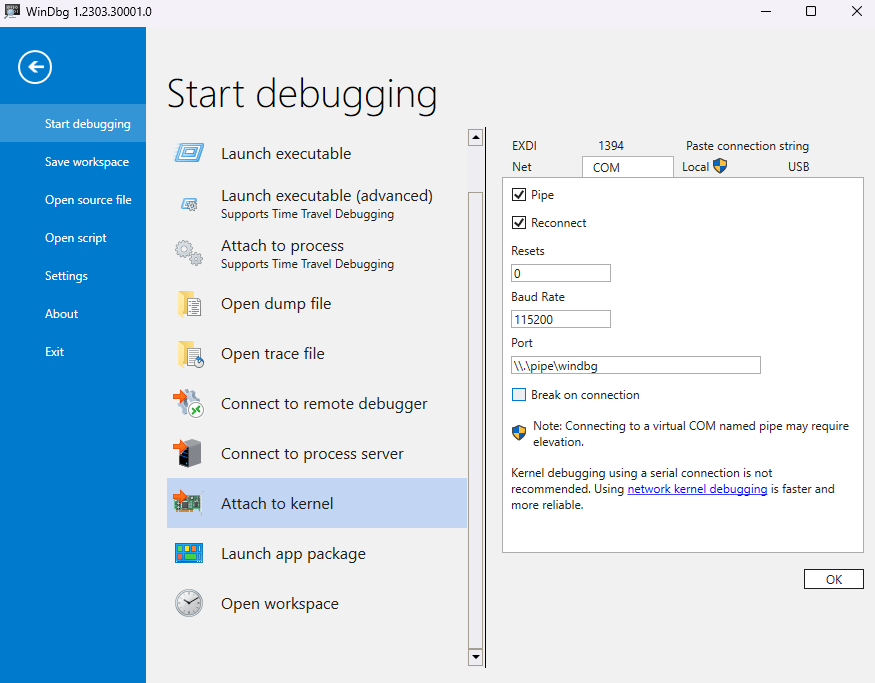 WinDbg 1.2303.30001.0
Start debugging
Save workspace
Open source file
Open script
Settings
About
Exit
Start debugging
Launch executable
Launch executable (advanced)
Supports Time Travel Debugging
Attach to process
Supports Time Travel Debugging
Open dump file
Open trace file
Connect to remote debugger
Connect to process server
Attach to kernel
Launch app package
Open workspace
EXDI 1394 Paste connection string
Net COM Local USB
Pipe
Reconnect
Resets
0
Baud Rate
115200
Port
\\.\pipe\windbg
Break on connection
Note: Connecting to a virtual COM named pipe may require
elevation.
Kernel debugging using a serial connection is not
recommended. Using network kernel debugging is faster and
more reliable.
OK